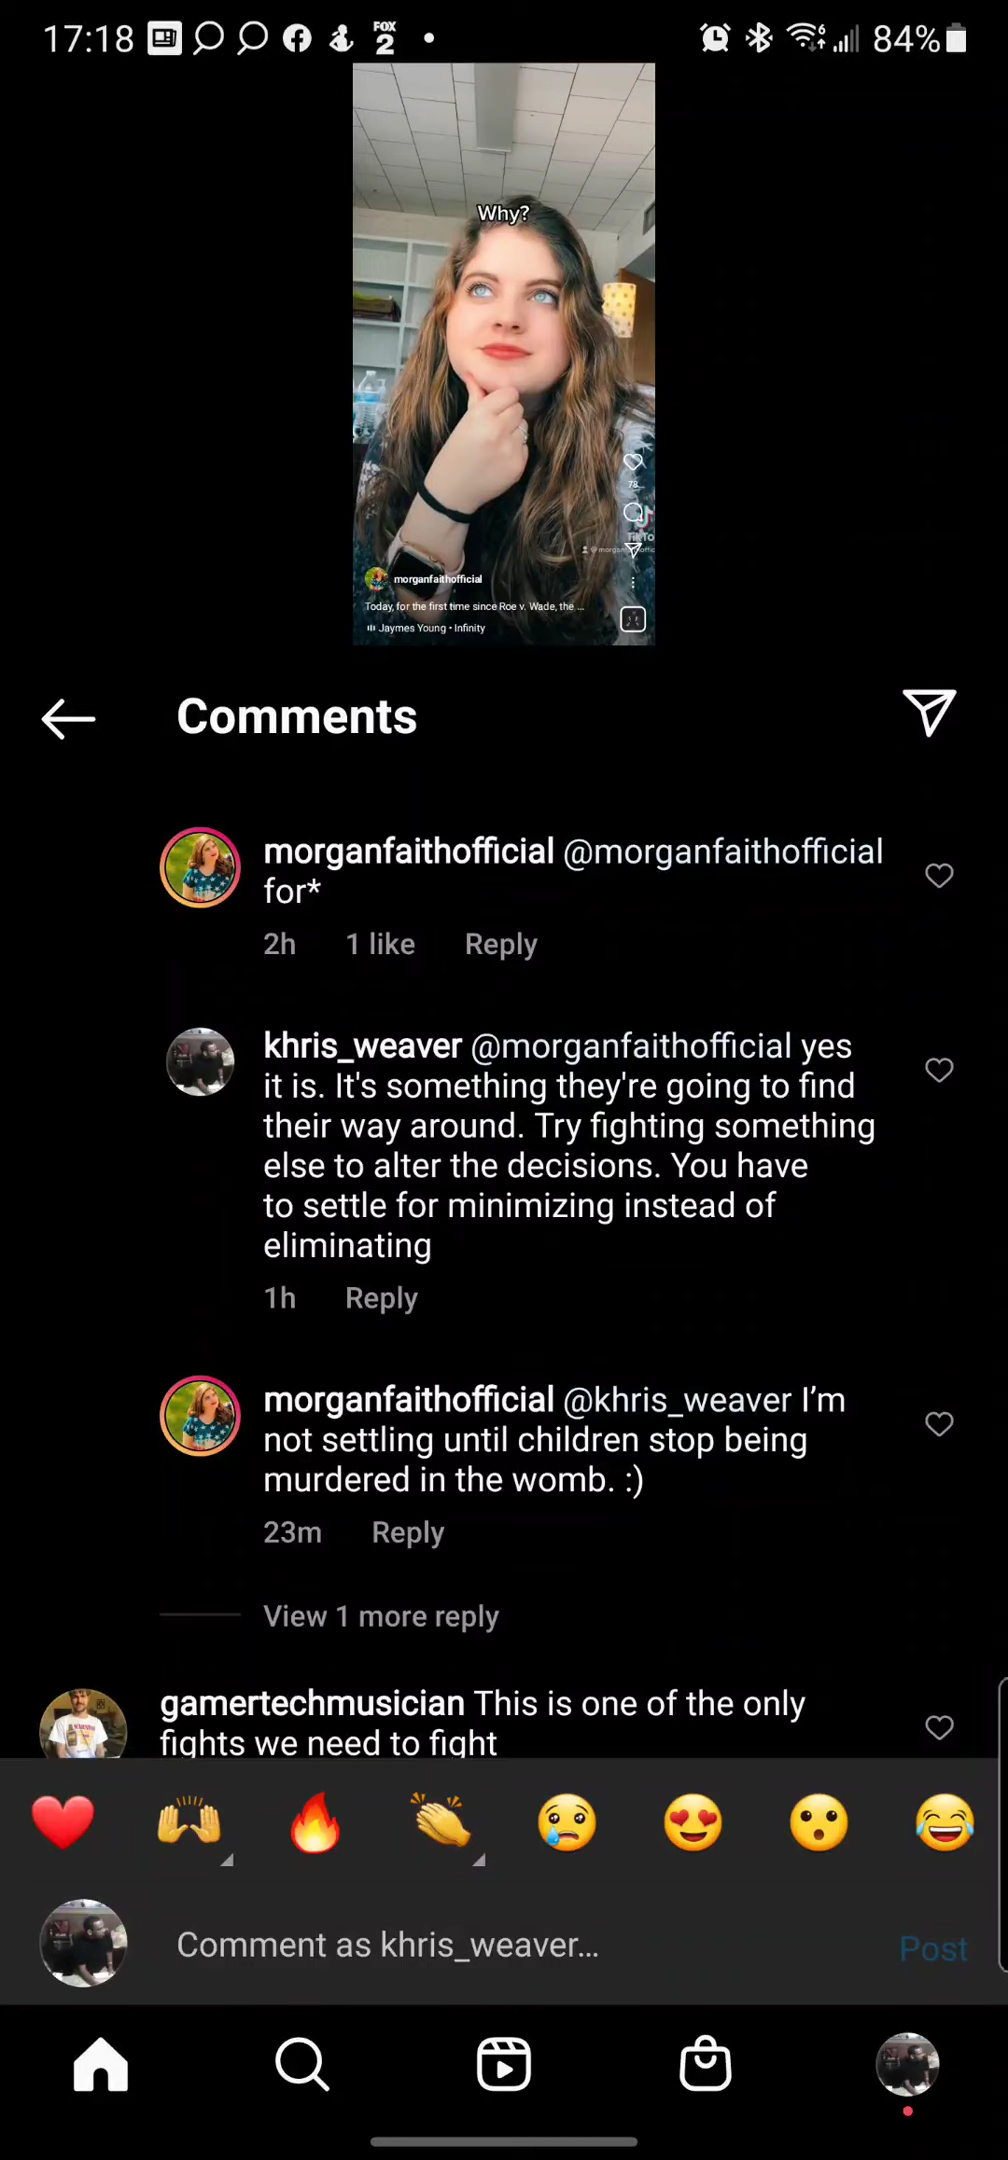 17:18
FOX
2
84%
Why?
78
TikTo
morganfaithofficial
Today, for the first time since Roe v. Wade, the ...
Jaymes Young • Infinity
Comments
morganfaithofficial @morganfaithofficial
for*
2h 1 like Reply
khris_weaver @morganfaithofficial yes
it is. It's something they're going to find
their way around. Try fighting something
else to alter the decisions. You have
to settle for minimizing instead of
eliminating
1h Reply
morganfaithofficial @khris_weaver I’m
not settling until children stop being
murdered in the womb. :)
23m Reply
View 1 more reply
gamertechmusician This is one of the only
fights we need to fight
Comment as khris_weaver...
Post